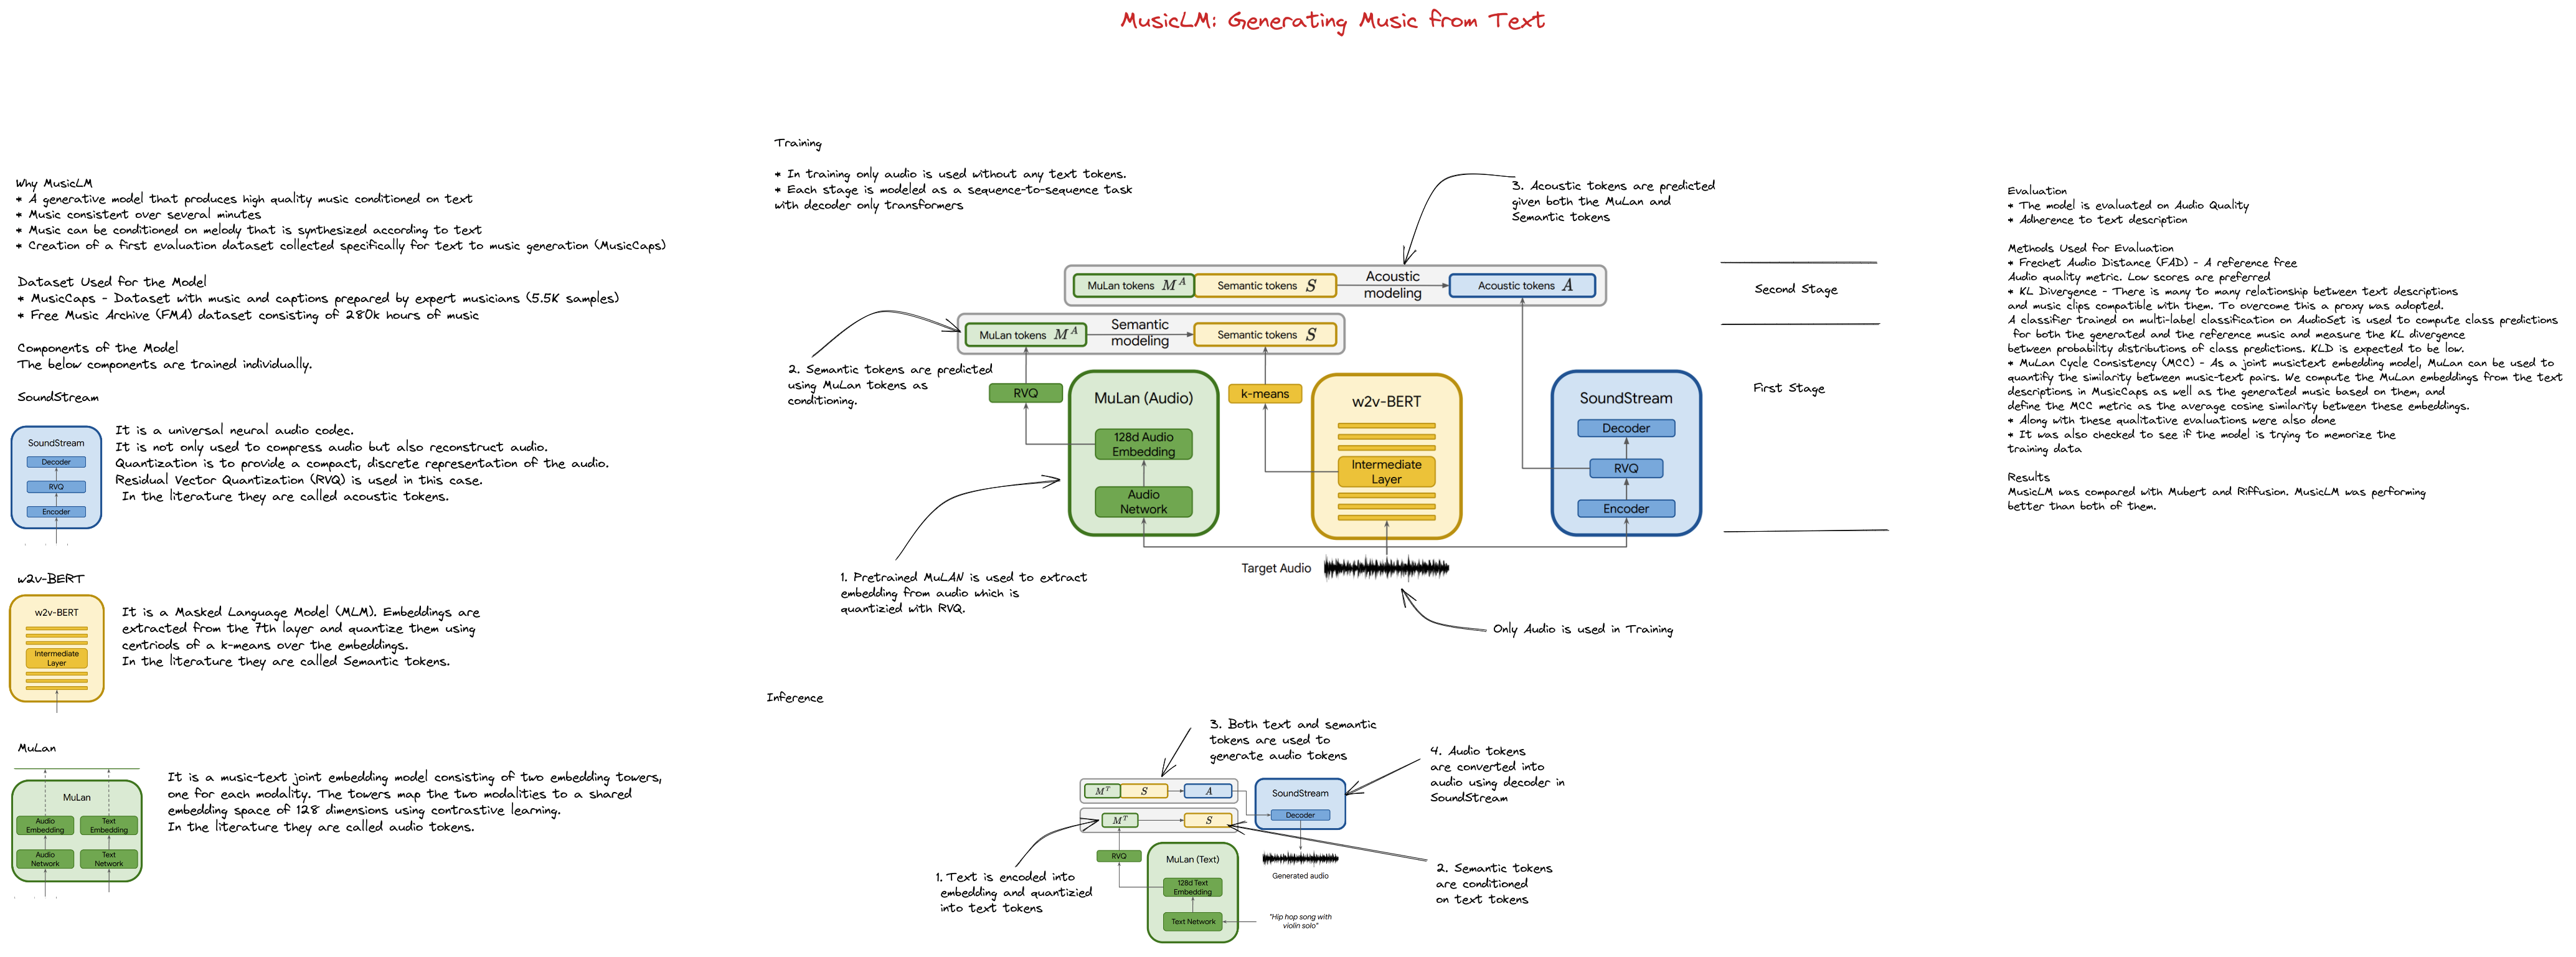 MusicLM: Generating Music from Text
Why MusicLM
* A generative model that produces high quality music conditioned on text
* Music consistent over several minutes
* Music can be conditioned on melody that is synthesized according to text
* Creation of a first evaluation dataset collected specifically for text to music generation (MusicCaps)
Dataset Used for the Model
* MusicCaps - Dataset with music and captions prepared by expert musicians (5.5K samples)
* Free Music Archive (FMA) dataset consisting of 280k hours of music
Components of the Model
The below components are trained individually.
SoundStream
SoundStream
Decoder
RVQ
Encoder
It is a universal neural audio codec.
It is not only used to compress audio but also reconstruct audio.
Quantization is to provide a compact, discrete representation of the audio.
Residual Vector Quantization (RVQ) is used in this case.
In the literature they are called acoustic tokens.
w2v-BERT
w2v-BERT
Intermediate
Layer
It is a Masked Language Model (MLM). Embeddings are
extracted from the 7th layer and quantize them using
centriods of a k-means over the embeddings.
In the literature they are called Semantic tokens.
MuLan
MuLan
Audio
Embedding
Text
Embedding
Audio
Network
Text
Network
It is a music-text joint embedding model consisting of two embedding towers,
one for each modality. The towers map the two modalities to a shared
embedding space of 128 dimensions using contrastive learning.
In the literature they are called audio tokens.
Training
* In training only audio is used without any text tokens.
* Each stage is modeled as a sequence-to-sequence task
with decoder only transformers
3. Acoustic tokens are predicted
given both the MuLan and
Semantic tokens
MuLan tokens M^A
Semantic tokens S
Acoustic
modeling
Acoustic tokens A
Second Stage
MuLan tokens M^A
Semantic
modeling
Semantic tokens S
2. Semantic tokens are predicted
using MuLan tokens as
conditioning.
First Stage
RVQ
MuLan (Audio)
128d Audio
Embedding
Audio
Network
k-means
w2v-BERT
Intermediate
Layer
SoundStream
Decoder
RVQ
Encoder
Target Audio
1. Pretrained MuLAN is used to extract
embedding from audio which is
quantizied with RVQ.
Only Audio is used in Training
Inference
3. Both text and semantic
tokens are used to
generate audio tokens
4. Audio tokens
are converted into
audio using decoder in
SoundStream
M^T
S
A
M^T
S
SoundStream
Decoder
Generated audio
RVQ
MuLan (Text)
128d Text
Embedding
Text Network
"Hip hop song with
violin solo"
1. Text is encoded into
embedding and quantizied
into text tokens
2. Semantic tokens
are conditioned
on text tokens
Evaluation
* The model is evaluated on Audio Quality
* Adherence to text description
Methods Used for Evaluation
* Frechet Audio Distance (FAD) - A reference free
Audio quality metric. Low scores are preferred
* KL Divergence - There is many to many relationship between text descriptions
and music clips compatible with them. To overcome this a proxy was adopted.
A classifier trained on multi-label classification on AudioSet is used to compute class predictions
for both the generated and the reference music and measure the KL divergence
between probability distributions of class predictions. KLD is expected to be low.
* MuLan Cycle Consistency (MCC) - As a joint musictext embedding model, MuLan can be used to
quantify the similarity between music-text pairs. We compute the MuLan embeddings from the text
descriptions in MusicCaps as well as the generated music based on them, and
define the MCC metric as the average cosine similarity between these embeddings.
* Along with these qualitative evaluations were also done
* It was also checked to see if the model is trying to memorize the
training data
Results
MusicLM was compared with Mubert and Riffusion. MusicLM was performing
better than both of them.